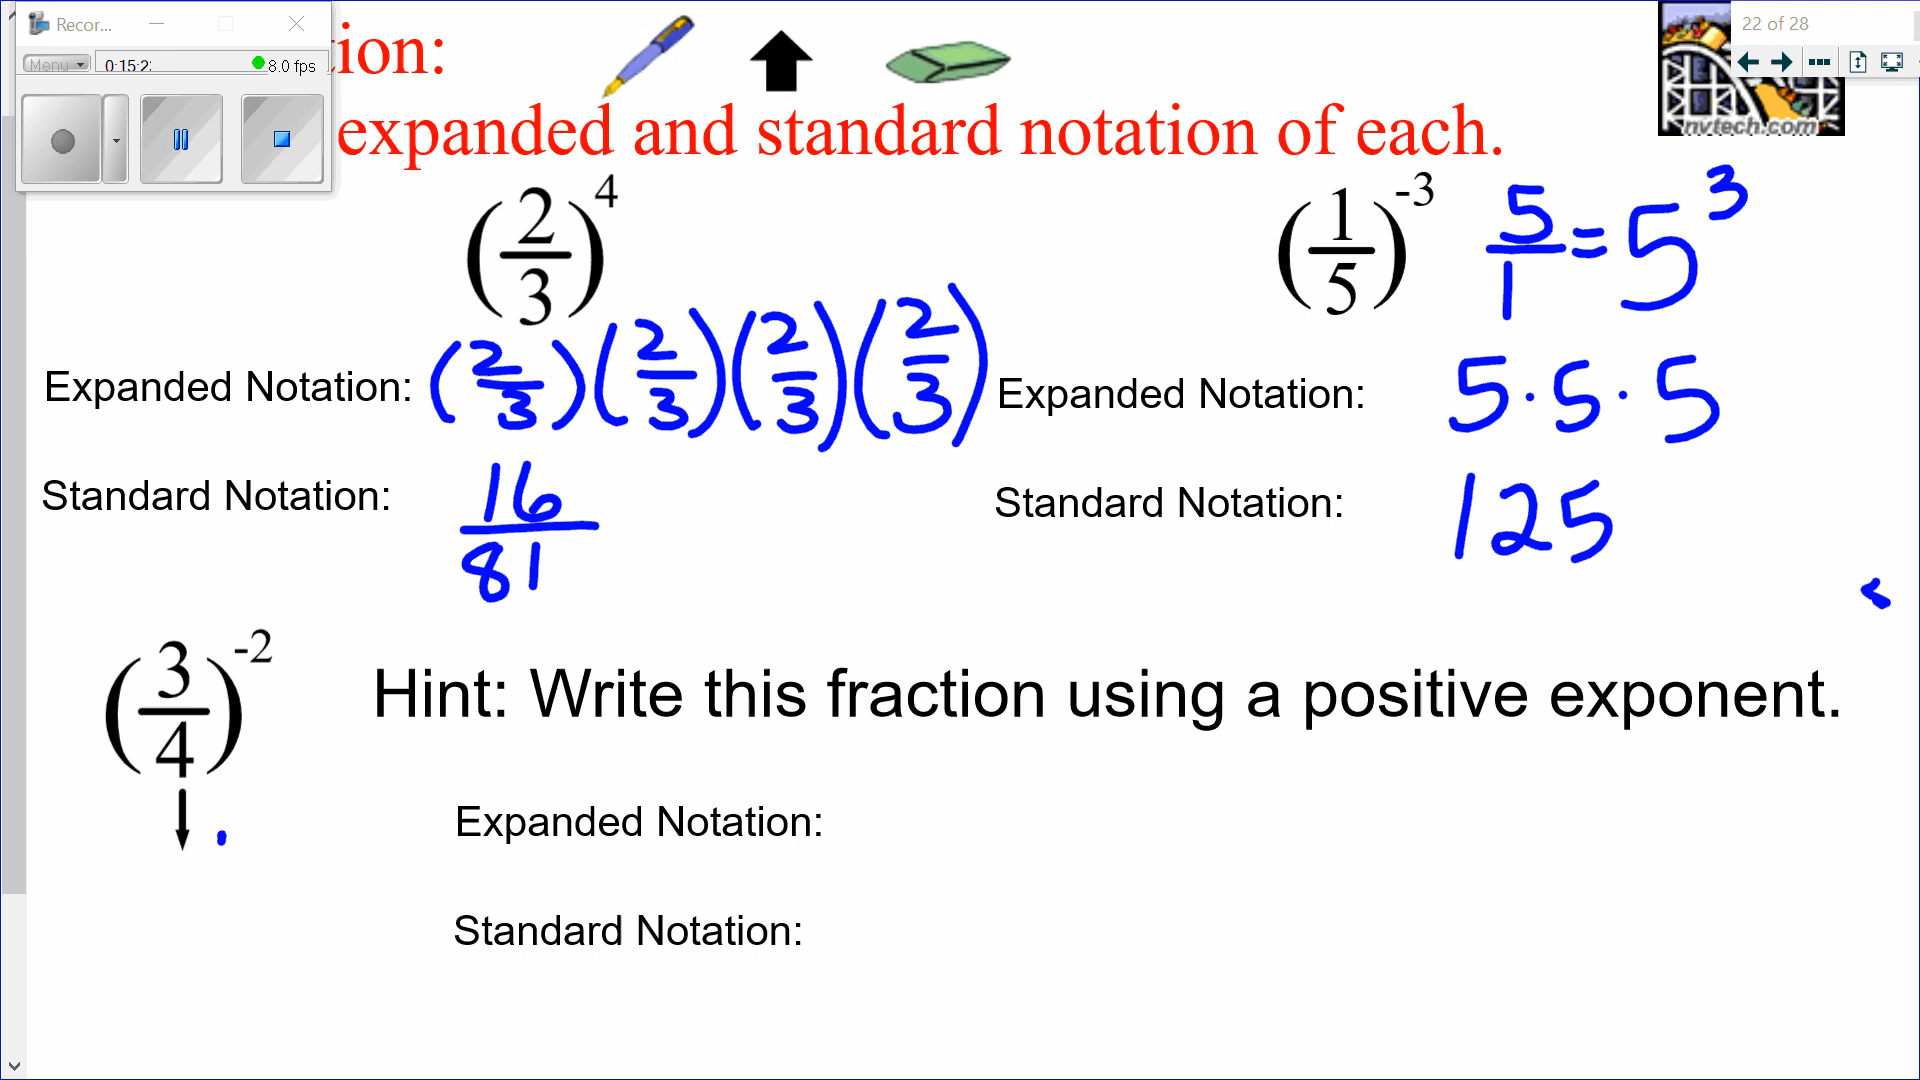 Recor...
22 of 28
Menu
0:15:2
8.0 fps
tion:
expanded and standard notation of each.
nvtech.com
(2/3)^4
(1/5)^-3 5/1 = 5^3
Expanded Notation: (2/3)(2/3)(2/3)(2/3)
Expanded Notation: 5·5·5
Standard Notation: 16/81
Standard Notation: 125
(3/4)^-2
Hint: Write this fraction using a positive exponent.
Expanded Notation:
Standard Notation: